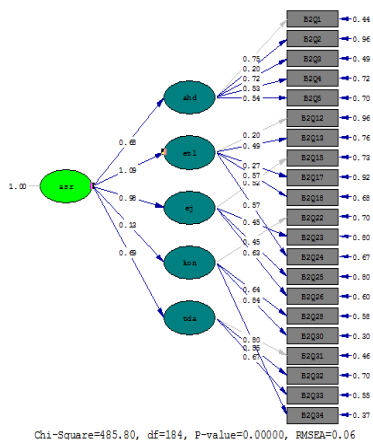 B2Q1 0.44
B2Q2 0.96
B2Q3 0.49
B2Q4 0.72
B2Q5 0.70
B2Q12 0.96
B2Q13 0.76
B2Q15 0.73
B2Q17 0.92
B2Q18 0.68
B2Q22 0.70
B2Q23 0.80
B2Q24 0.67
B2Q25 0.80
B2Q26 0.60
B2Q28 0.58
B2Q30 0.30
B2Q31 0.46
B2Q32 0.70
B2Q33 0.55
B2Q34 0.37
0.75
0.20
0.72
0.53
0.54
0.20
0.49
0.27
0.57
0.52
0.57
0.45
0.45
0.63
0.64
0.84
0.80
0.55
0.67
ahd
ej
kon
tda
0.68
1.09
0.98
0.13
0.69
1.00
asr
Chi-Square=485.80, df=184, P-value=0.00000, RMSEA=0.06